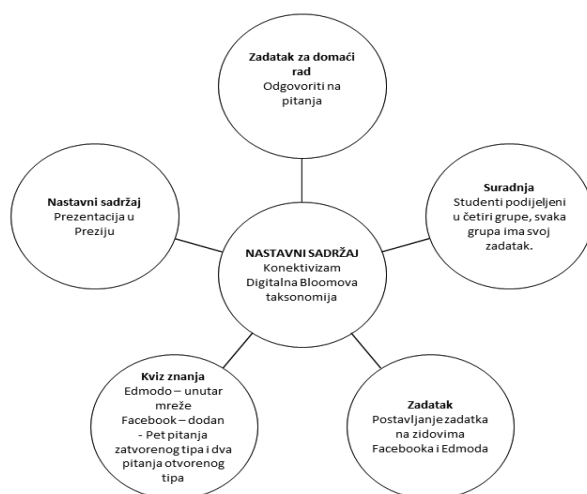 Zadatak za domaći
rad
Odgovoriti na
pitanja
Nastavni sadržaj
Prezentacija u
Preziju
Suradnja
Studenti podijeljeni
u četiri grupe, svaka
grupa ima svoj
zadatak.
NASTAVNI SADRŽAJ
Konektivizam
Digitalna Bloomova
taksonomija
Kviz znanja
Edmodo – unutar
mreže
Facebook – dodan
- Pet pitanja
zatvorenog tipa i dva
pitanja otvorenog
tipa
Zadatak
Postavljanje zadatka
na zidovima
Facebooka i Edmoda